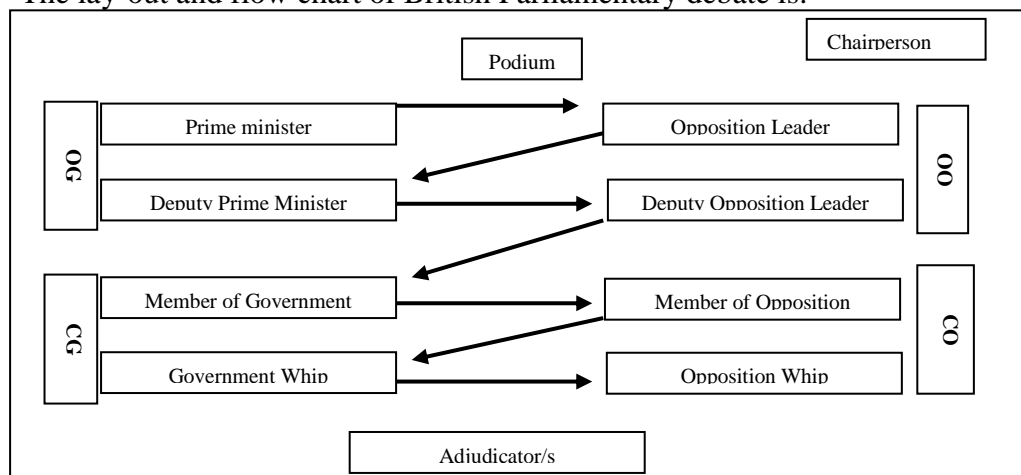 The lay-out and flow chart of British Parliamentary debate is:
Chairperson
Podium
OG
Prime minister
Opposition Leader
OO
Deputy Prime Minister
Deputy Opposition Leader
CG
Member of Government
Member of Opposition
CO
Government Whip
Opposition Whip
Adjudicator/s